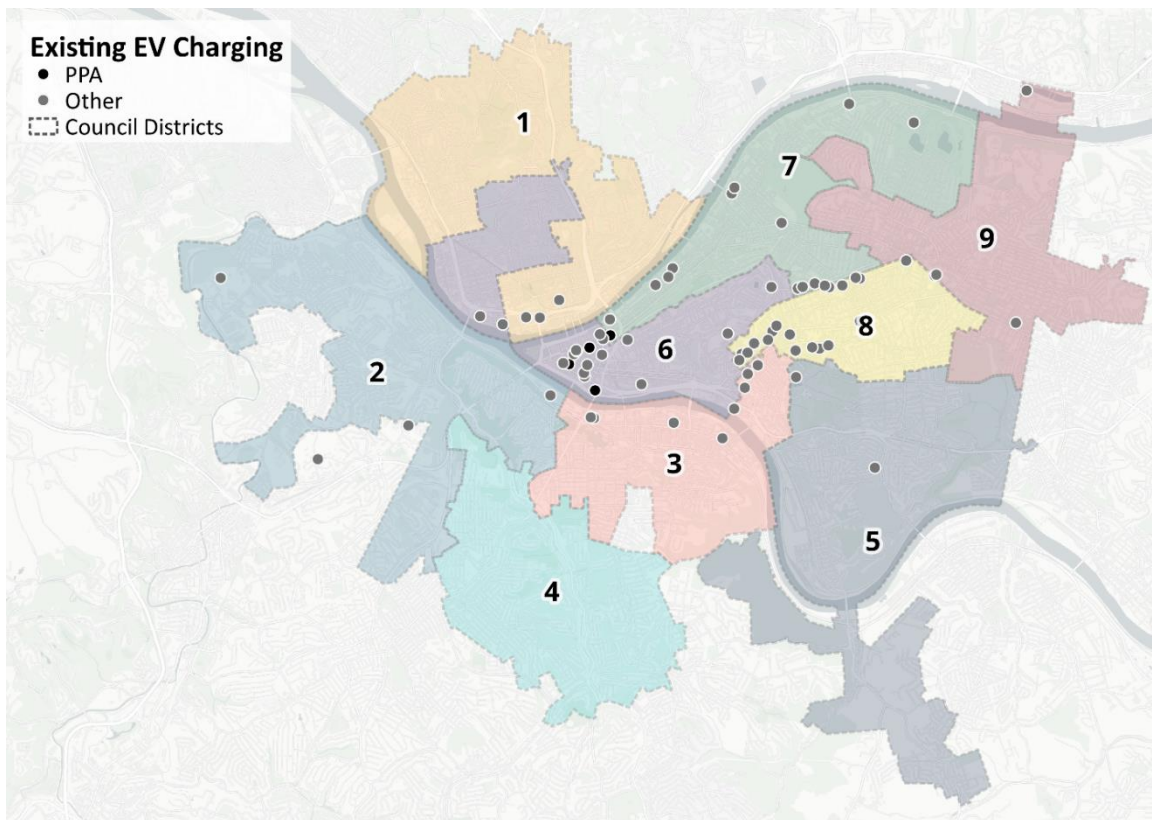 Existing EV Charging
PPA
Other
Council Districts
1
7
9
8
6
2
3
5
4